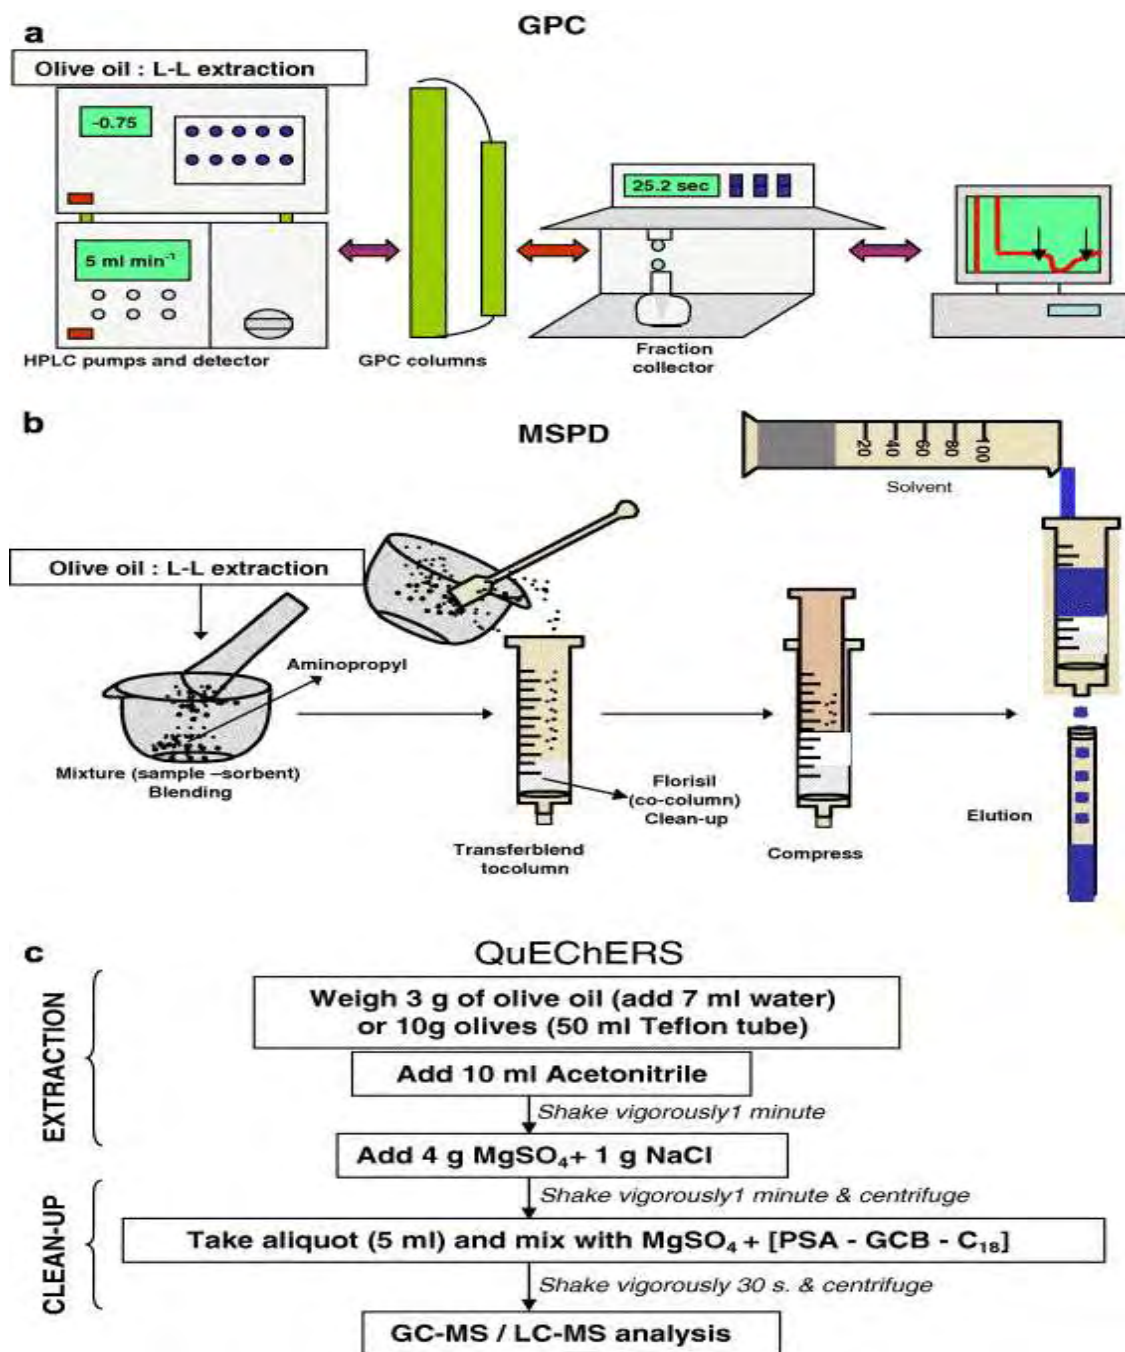 a
GPC
Olive oil : L-L extraction
-0.75
25.2 sec
5 ml min⁻¹
HPLC pumps and detector
GPC columns
Fraction
collector
b
MSPD
20
40
60
80
100
Solvent
Olive oil : L-L extraction
Aminopropyl
Mixture (sample –sorbent)
Blending
Florisil
(co-column)
Clean-up
Transferblend
tocolumn
Compress
Elution
c
QuEChERS
EXTRACTION
Weigh 3 g of olive oil (add 7 ml water)
or 10g olives (50 ml Teflon tube)
Add 10 ml Acetonitrile
Shake vigorously1 minute
Add 4 g MgSO₄+ 1 g NaCl
Shake vigorously1 minute & centrifuge
CLEAN-UP
Take aliquot (5 ml) and mix with MgSO₄ + [PSA - GCB - C₁₈]
Shake vigorously 30 s. & centrifuge
GC-MS / LC-MS analysis